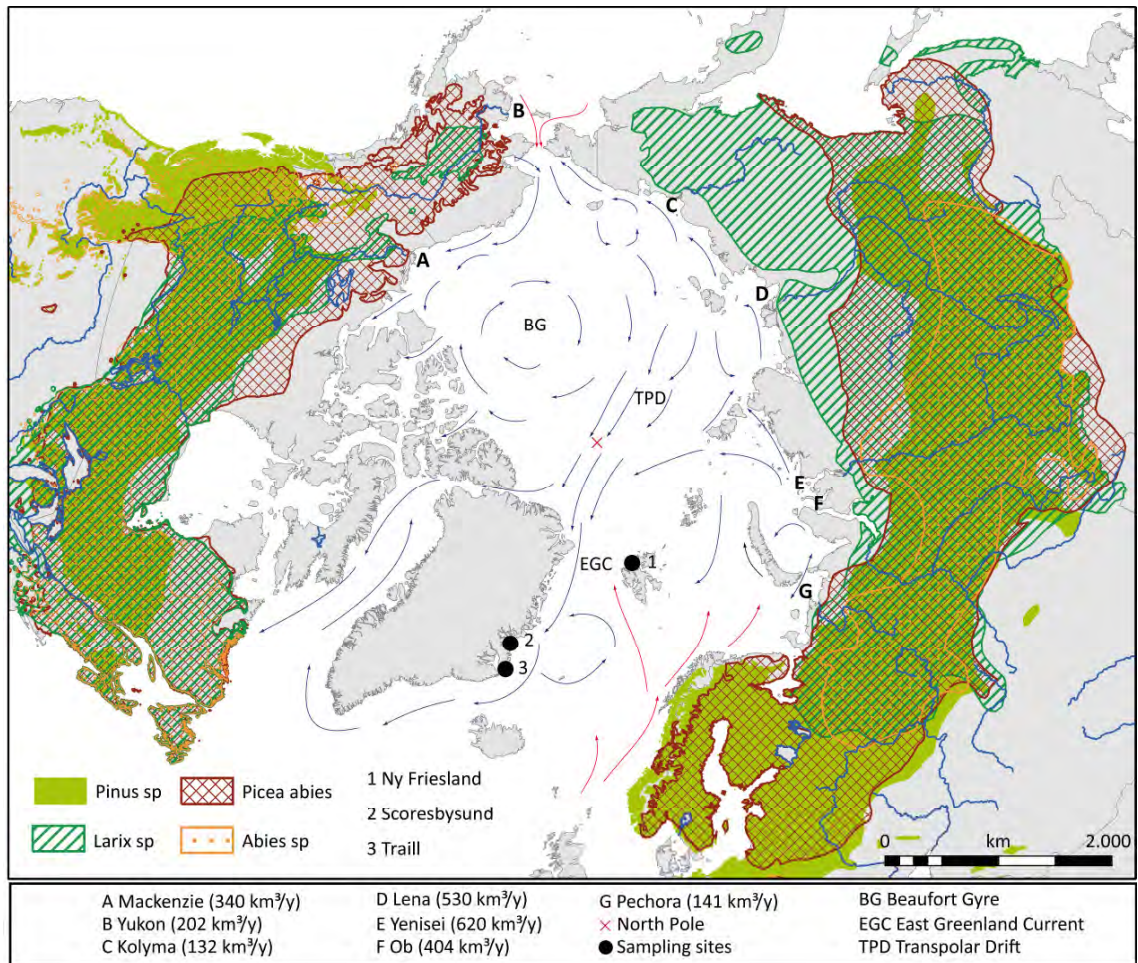 B
C
A
D
BG
TPD
E
F
EGC
1
G
2
3
Pinus sp
Picea abies
1 Ny Friesland
2 Scoresbysund
Larix sp
Abies sp
3 Traill
0 km 2.000
A Mackenzie (340 km³/y)
D Lena (530 km³/y)
G Pechora (141 km³/y)
BG Beaufort Gyre
B Yukon (202 km³/y)
E Yenisei (620 km³/y)
North Pole
EGC East Greenland Current
C Kolyma (132 km³/y)
F Ob (404 km³/y)
Sampling sites
TPD Transpolar Drift